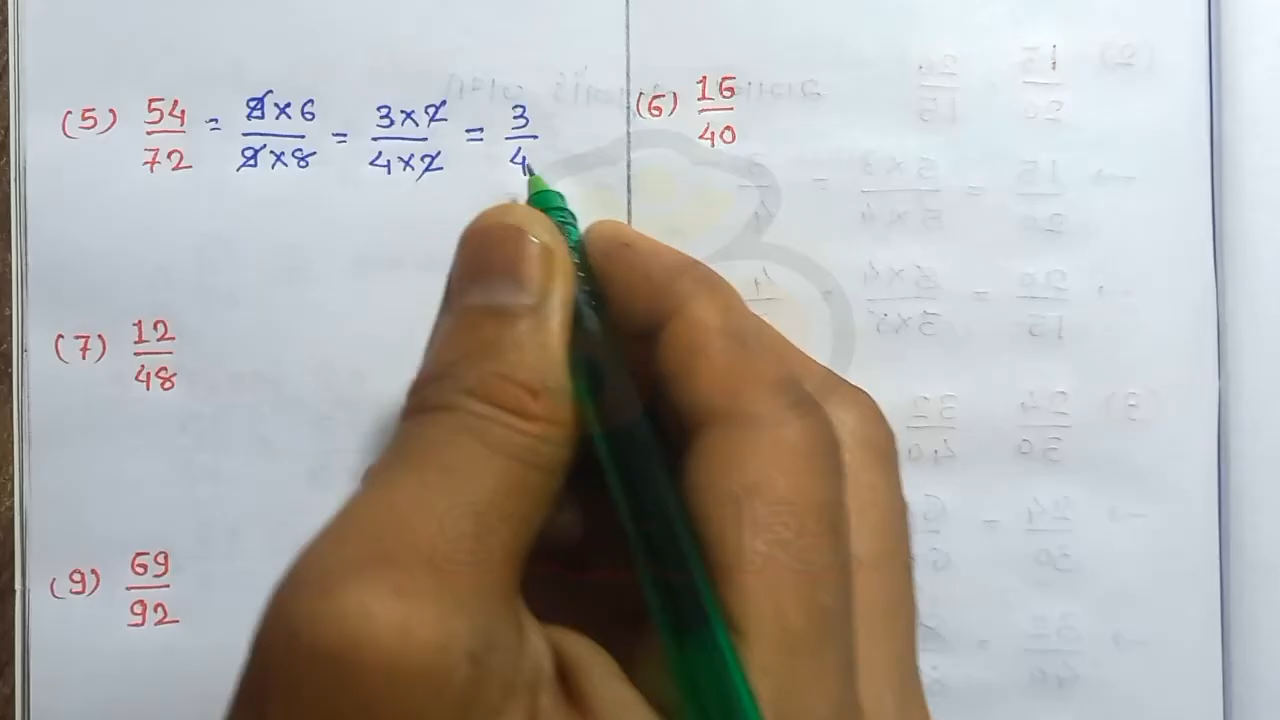 (5) 54/72 = 9×6/9×8 = 3×2/4×2 = 3/4
(6) 16/40
(7) 12/48
(9) 69/92